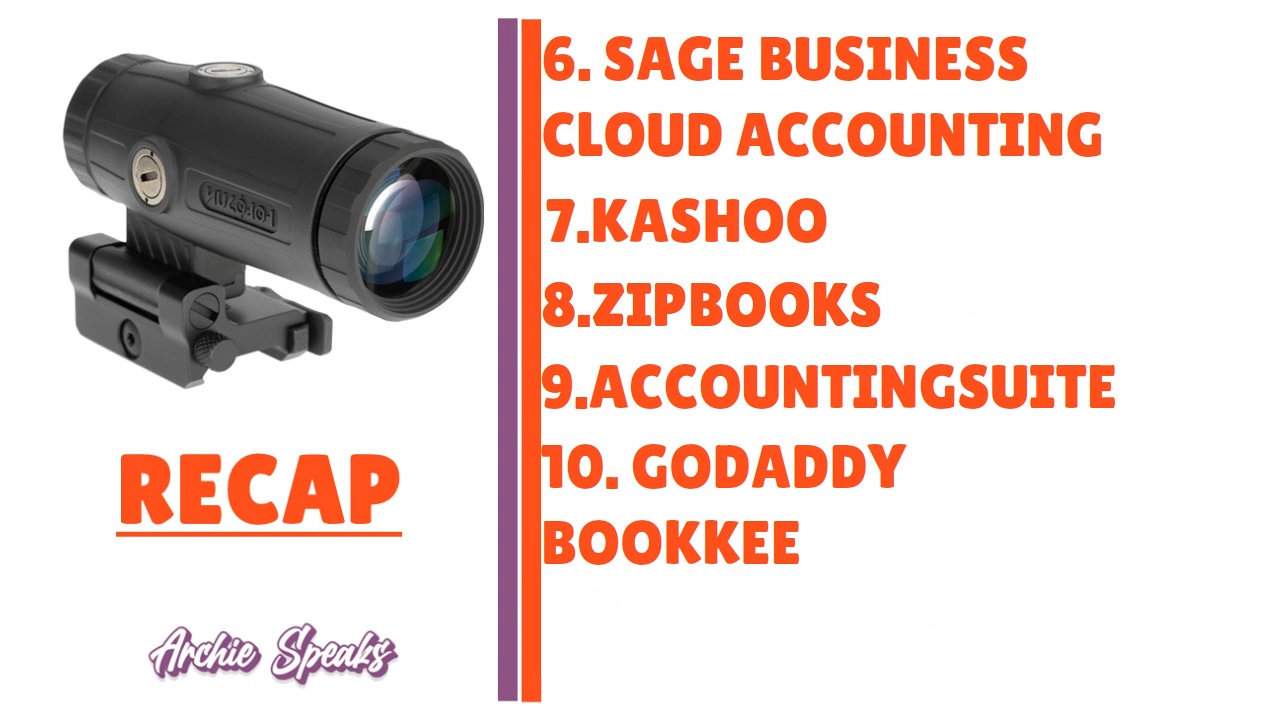 6. SAGE BUSINESS
CLOUD ACCOUNTING
7.KASHOO
8.ZIPBOOKS
9.ACCOUNTINGSUITE
10. GODADDY
BOOKKEE
RECAP
Archie Speaks